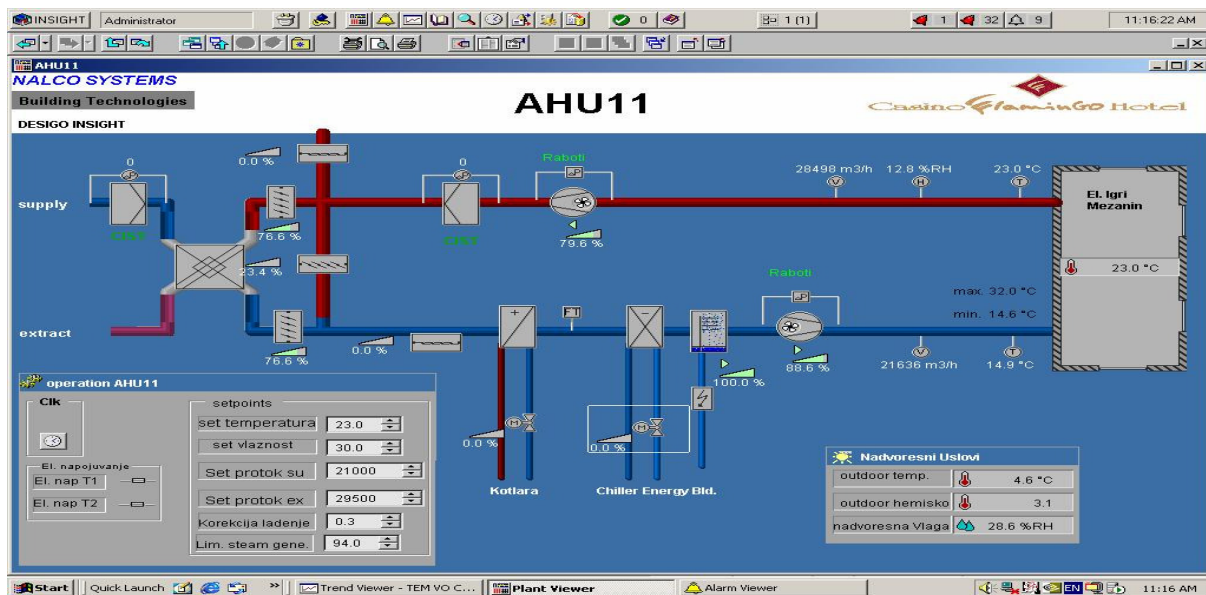 INSIGHT Administrator 0 1 (1) 1 32 9 11:16:22 AM
AHU11
NALCO SYSTEMS
Building Technologies
DESIGO INSIGHT
AHU11
Casino FlaminGO Hotel
0
0.0 %
0
Raboti
28498 m3/h 12.8 %RH 23.0 °C
supply
CIST
76.6 %
CIST
79.6 %
El. Igri
Mezanin
23.4 %
Raboti
23.0 °C
max. 32.0 °C
min. 14.6 °C
extract
FT
76.6 %
0.0 %
88.6 %
21636 m3/h 14.9 °C
100.0 %
operation AHU11
Clk
setpoints
set temperatura 23.0
set vlaznost 30.0
El. napojuvanje
El. nap T1
El. nap T2
Set protok su 21000
Set protok ex 29500
Korekcija ladenje 0.3
Lim. steam gene. 94.0
M
0.0 %
M
0.0 %
Kotlara
Chiller Energy Bld.
Nadvoresni Uslovi
outdoor temp. 4.6 °C
outdoor hemisko 3.1
nadvoresna Vlaga 28.6 %RH
Start Quick Launch » Trend Viewer - TEM VO C... Plant Viewer Alarm Viewer EN 11:16 AM